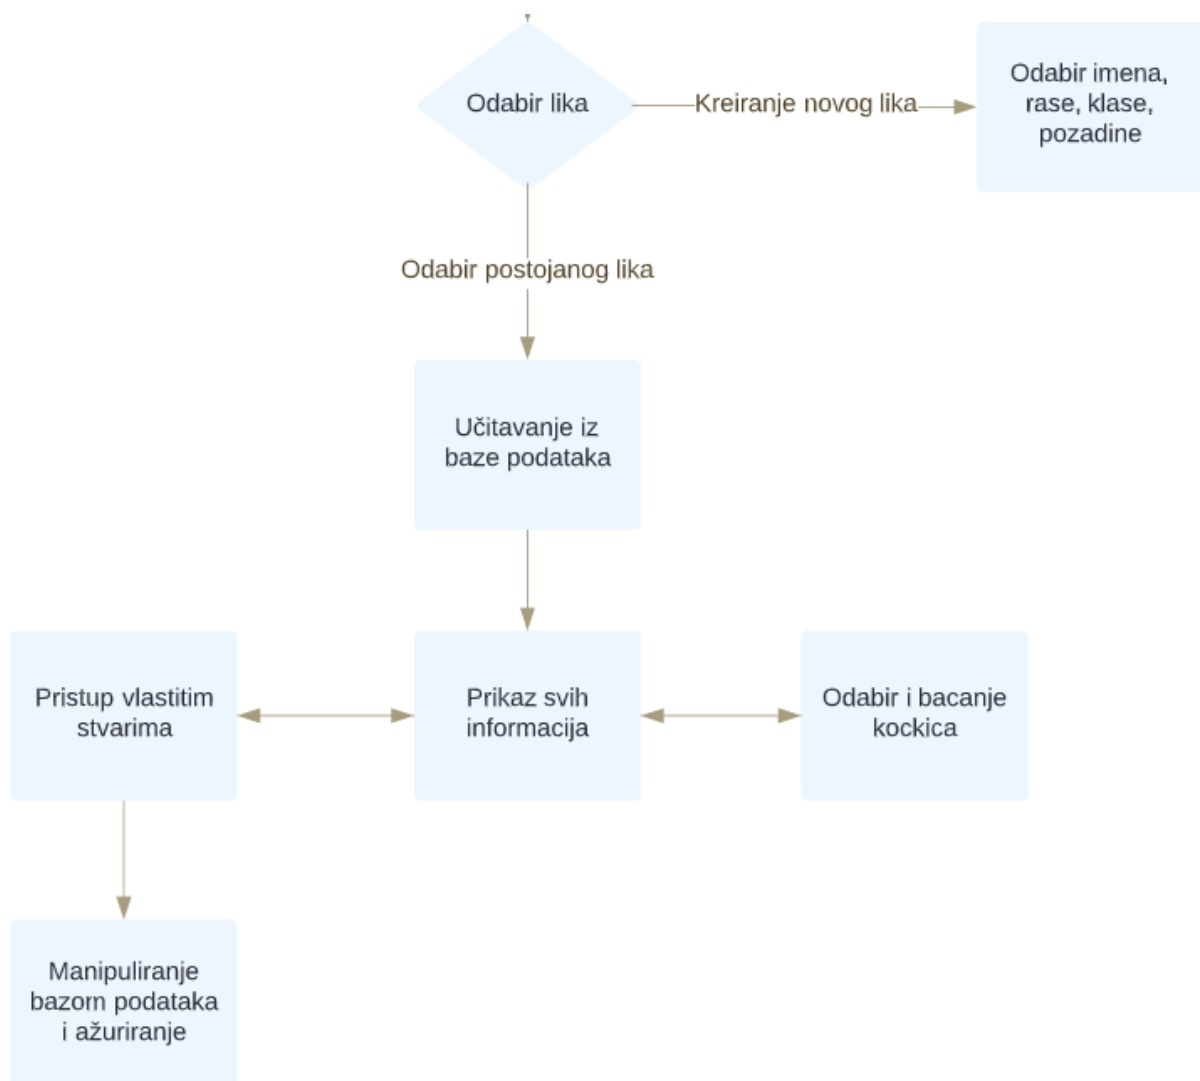 Odabir lika
Kreiranje novog lika
Odabir imena,
rase, klase,
pozadine
Odabir postojanog lika
Učitavanje iz
baze podataka
Pristup vlastitim
stvarima
Prikaz svih
informacija
Odabir i bacanje
kockica
Manipuliranje
bazom podataka
i ažuriranje